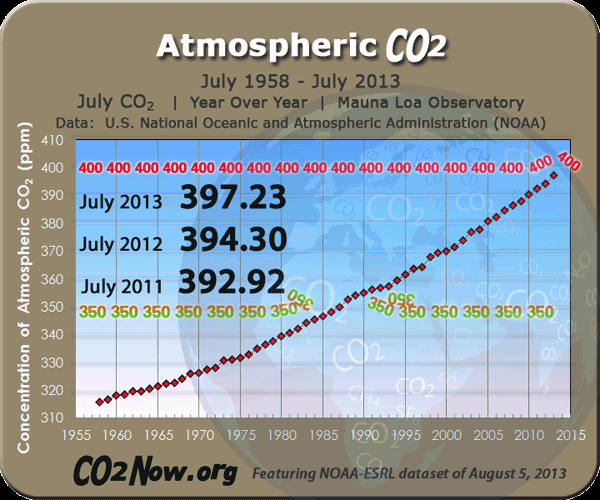 Atmospheric CO2
July 1958 - July 2013
July CO₂ | Year Over Year | Mauna Loa Observatory
Data: U.S. National Oceanic and Atmospheric Administration (NOAA)
Concentration of Atmospheric CO₂ (ppm)
410
400 400 400 400 400 400 400 400 400 400 400 400 400 400 400 400 400 400
400
July 2013 397.23
390
380
July 2012 394.30
370
July 2011 392.92
360
350 350 350 350 350 350 350 350 350 350 350 350 350 350 350 350 350 350
350
340
330
320
310
1955 1960 1965 1970 1975 1980 1985 1990 1995 2000 2005 2010 2015
CO2
CO2Now.org Featuring NOAA-ESRL dataset of August 5, 2013